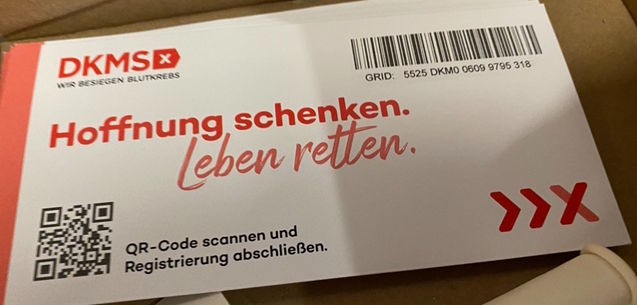 DKMS
WIR BESIEGEN BLUTKREBS
GRID: 5525 DKM0 0609 9795 318
Hoffnung schenken.
Leben retten.
QR-Code scannen und
Registrierung abschließen.